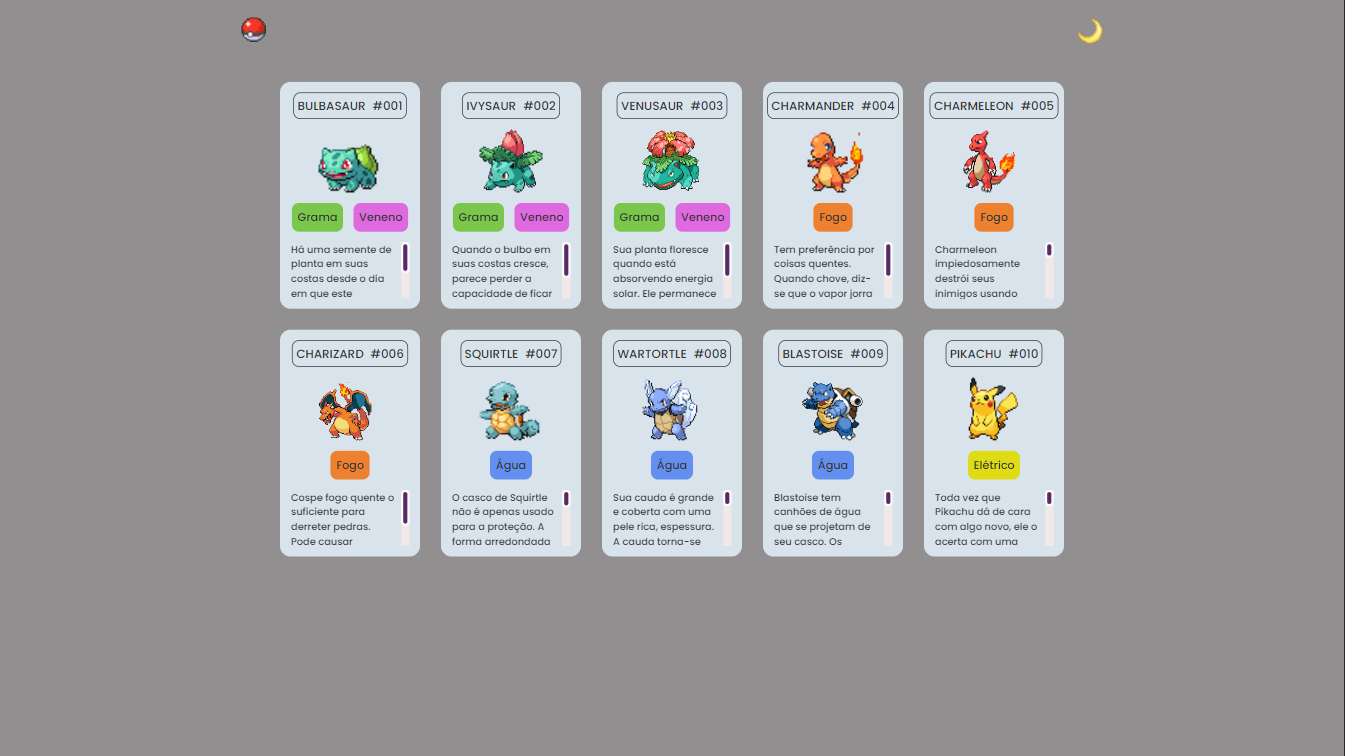 BULBASAUR #001
Grama Veneno
Há uma semente de
planta em suas
costas desde o dia
em que este
IVYSAUR #002
Grama Veneno
Quando o bulbo em
suas costas cresce,
parece perder a
capacidade de ficar
VENUSAUR #003
Grama Veneno
Sua planta floresce
quando está
absorvendo energia
solar. Ele permanece
CHARMANDER #004
Fogo
Tem preferência por
coisas quentes.
Quando chove, diz-
se que o vapor jorra
CHARMELEON #005
Fogo
Charmeleon
impiedosamente
destrói seus
inimigos usando
CHARIZARD #006
Fogo
Cospe fogo quente o
suficiente para
derreter pedras.
Pode causar
SQUIRTLE #007
Água
O casco de Squirtle
não é apenas usado
para a proteção. A
forma arredondada
WARTORTLE #008
Água
Sua cauda é grande
e coberta com uma
pele rica, espessura.
A cauda torna-se
BLASTOISE #009
Água
Blastoise tem
canhões de água
que se projetam de
seu casco. Os
PIKACHU #010
Elétrico
Toda vez que
Pikachu dá de cara
com algo novo, ele o
acerta com uma